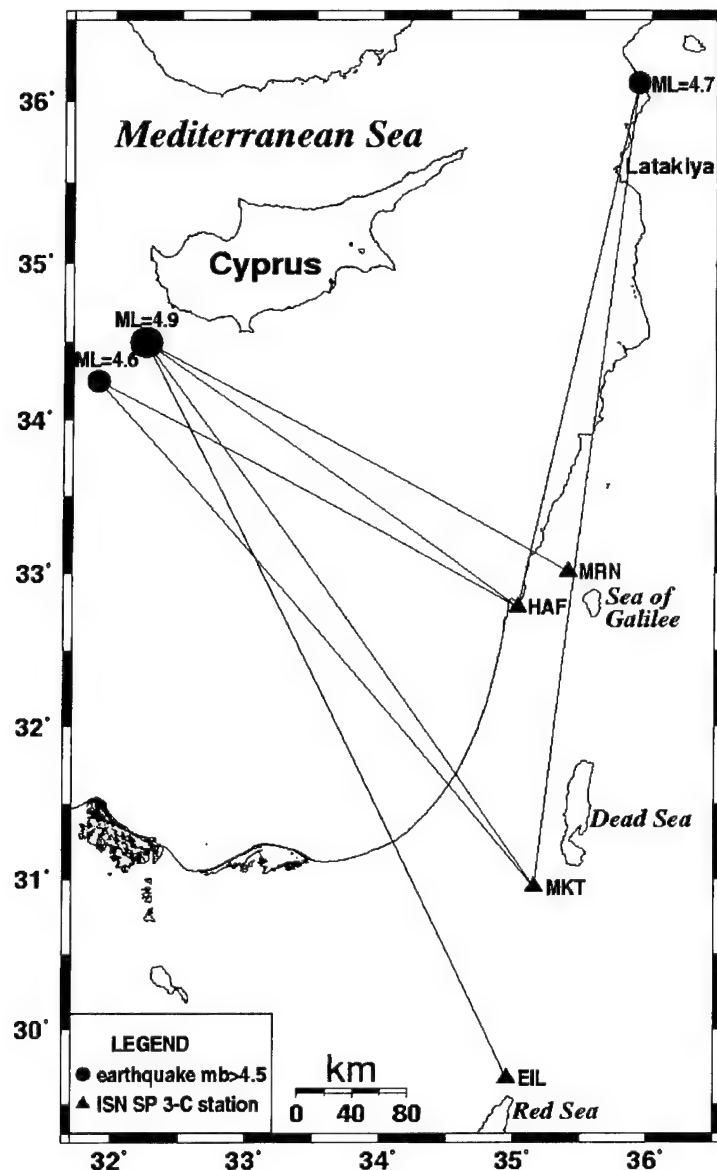 36°
ML=4.7
Mediterranean Sea
Latakiya
35°
Cyprus
ML=4.9
ML=4.6
34°
33°
MRN
HAF
Sea of
Galilee
32°
Dead Sea
31°
MKT
30°
LEGEND
earthquake mb>4.5
ISN SP 3-C station
km
0 40 80
EIL
Red Sea
32° 33° 34° 35° 36°